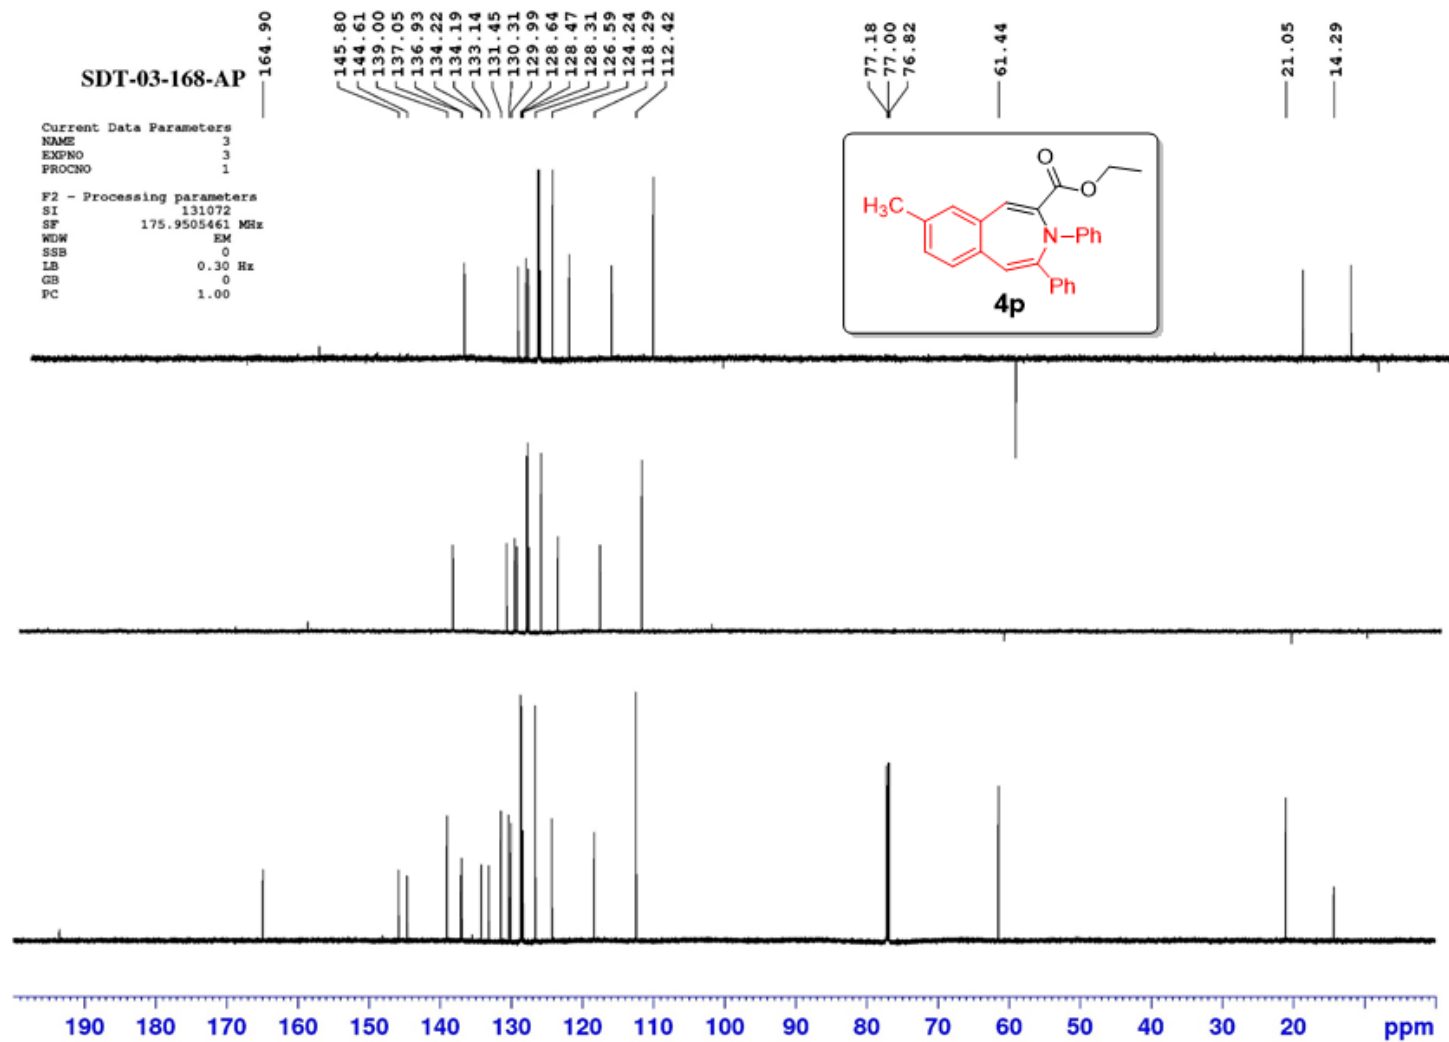 164.90
145.80
144.61
139.00
137.05
136.93
134.22
134.19
133.14
131.45
130.31
129.99
128.64
128.47
128.31
126.59
124.24
118.29
112.42
77.18
77.00
76.82
61.44
21.05
14.29
SDT-03-168-AP
Current Data Parameters
NAME 3
EXPNO 3
PROCNO 1
F2 - Processing parameters
SI 131072
SF 175.9505461 MHz
WDW EM
SSB 0
LB 0.30 Hz
GB 0
PC 1.00
O
O
H3C
N
Ph
Ph
4p
190 180 170 160 150 140 130 120 110 100 90 80 70 60 50 40 30 20 ppm